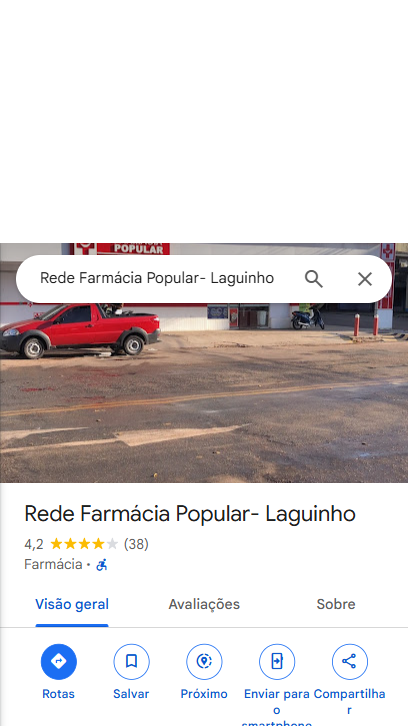 POPULAR
Rede Farmácia Popular- Laguinho
Rede Farmácia Popular- Laguinho
4,2 (38)
Farmácia ·
Visão geral Avaliações Sobre
Rotas Salvar Próximo Enviar para o smartphone Compartilhar